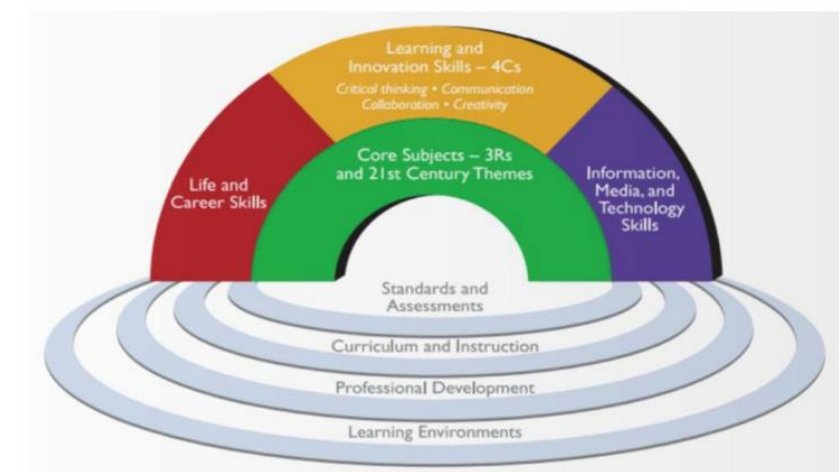 Learning and
Innovation Skills – 4Cs
Critical thinking • Communication
Collaboration • Creativity
Core Subjects – 3Rs
and 21st Century Themes
Life and
Career Skills
Information,
Media, and
Technology
Skills
Standards and
Assessments
Curriculum and Instruction
Professional Development
Learning Environments